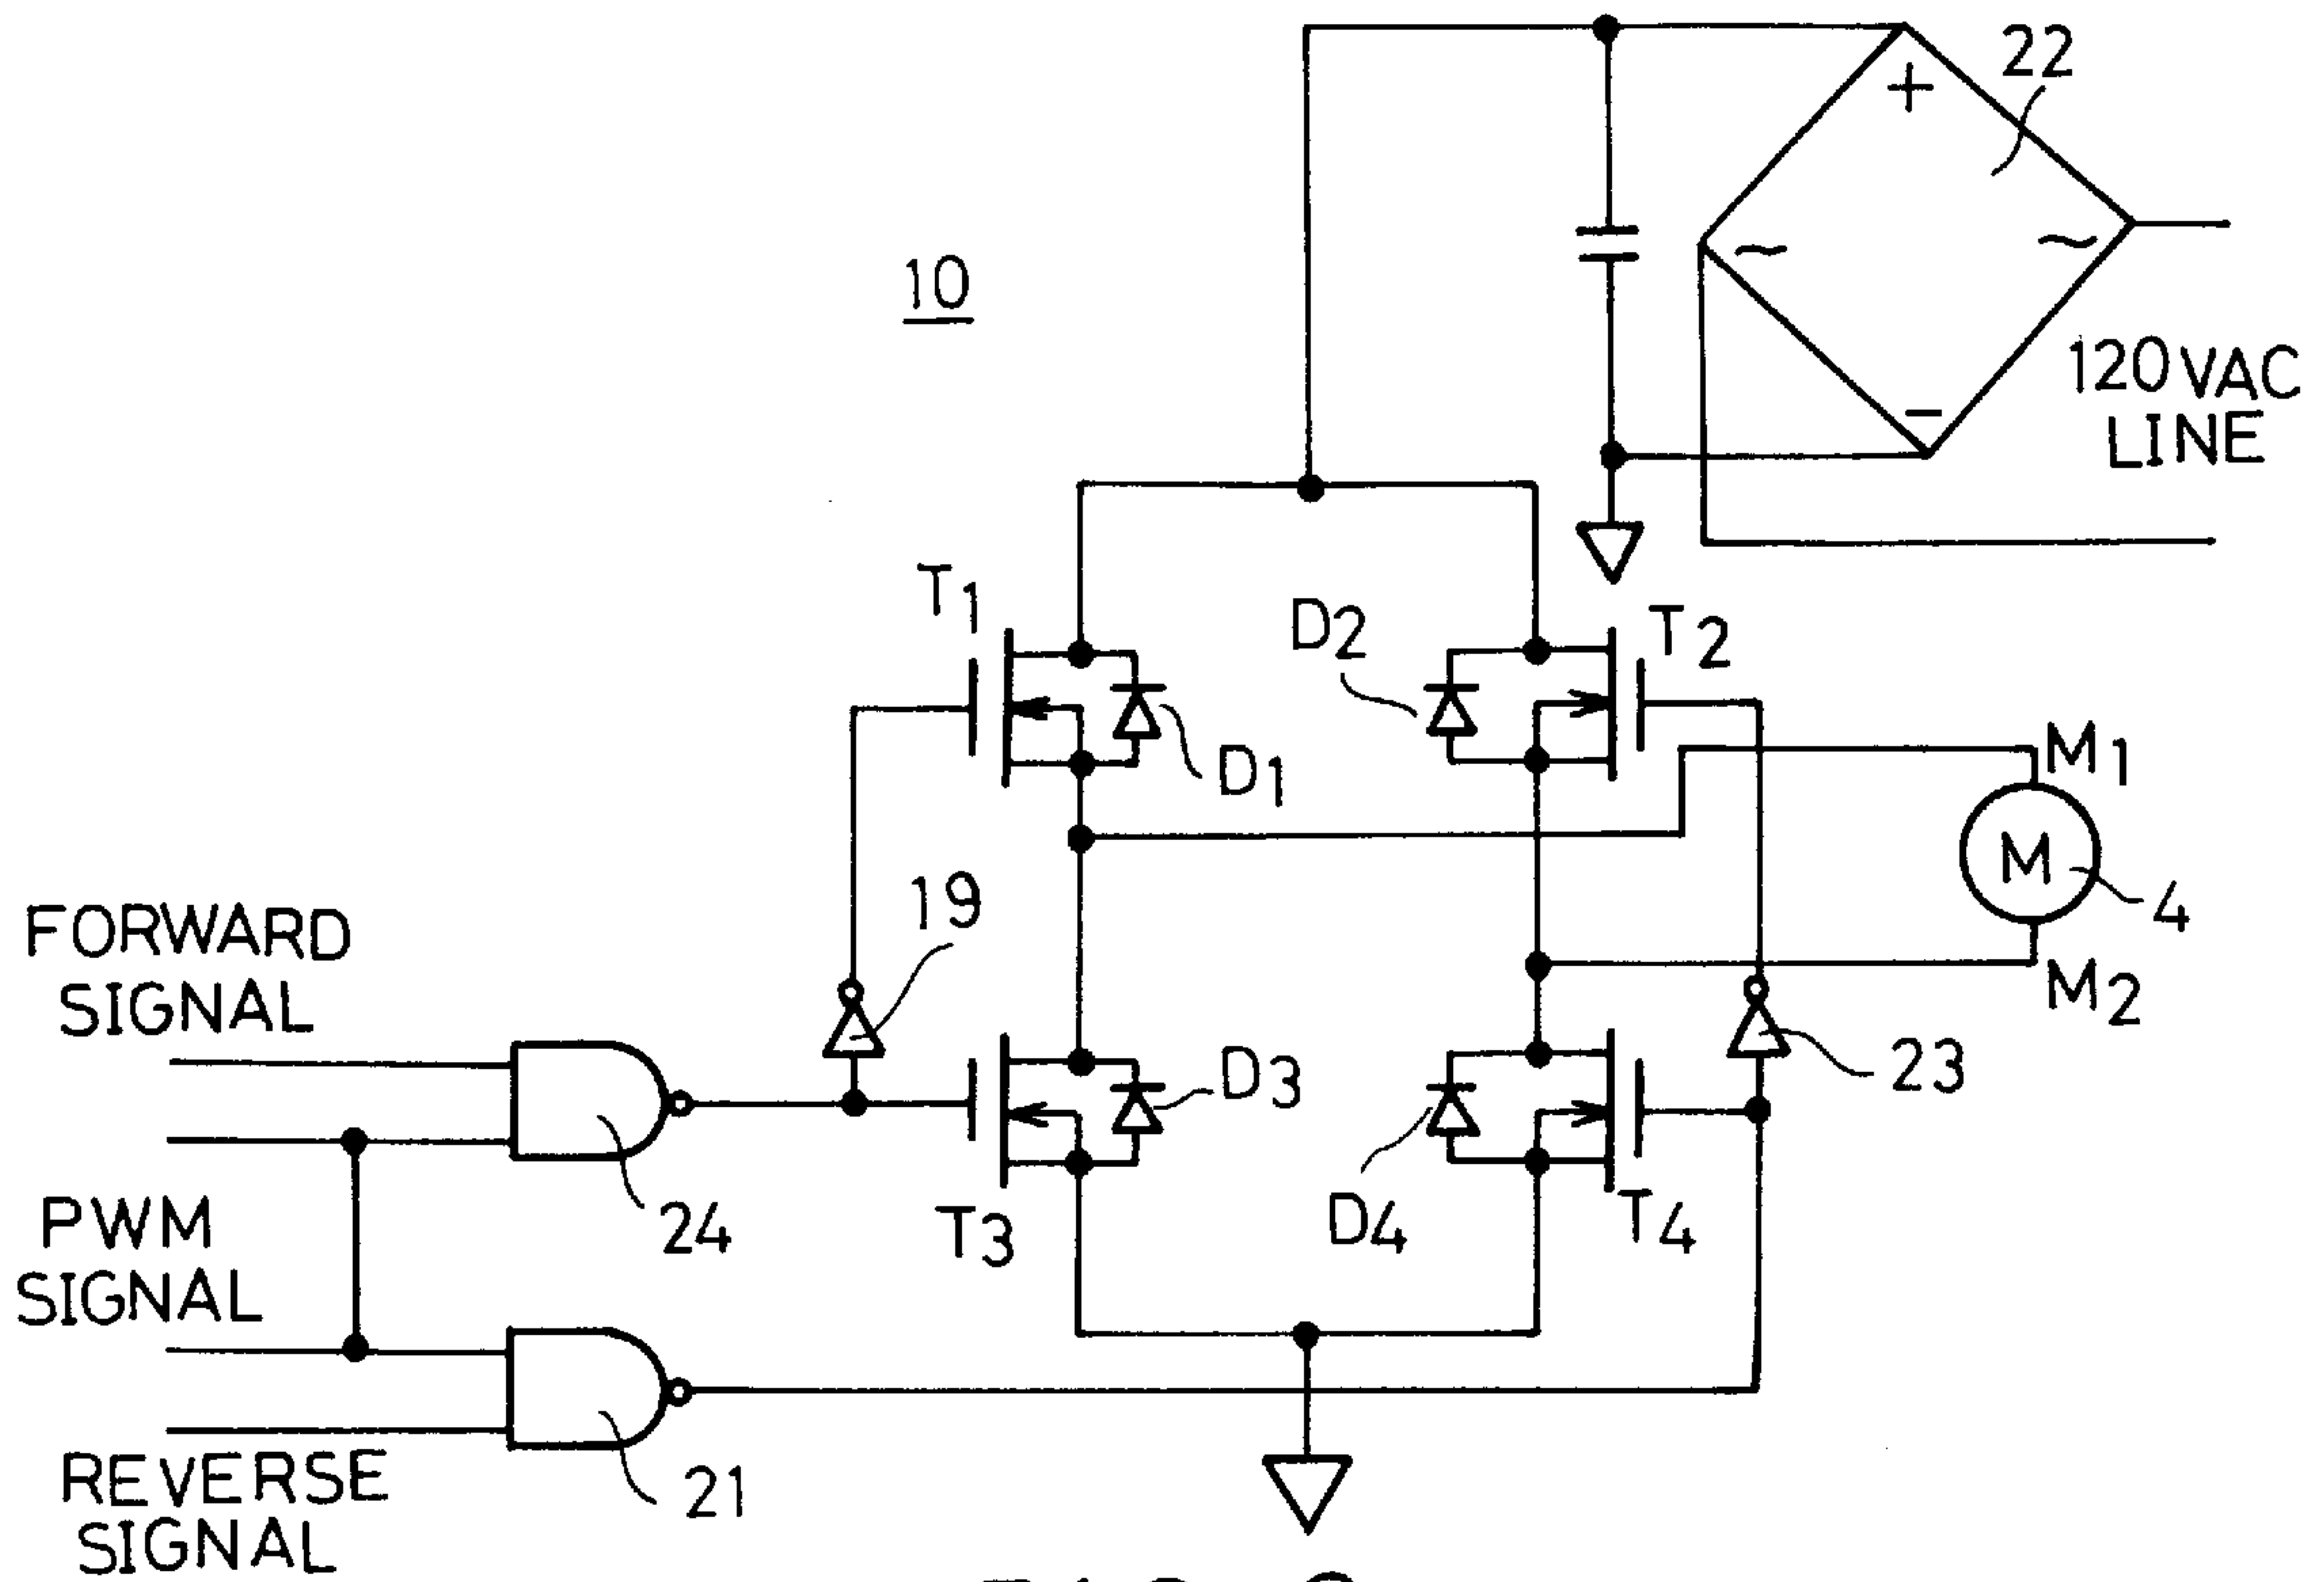 22
+
~
~
10
120VAC
LINE
−
T1
D2
T2
D1
M1
M
4
M2
19
FORWARD
SIGNAL
23
D3
24
T3
D4
T4
PWM
SIGNAL
21
REVERSE
SIGNAL